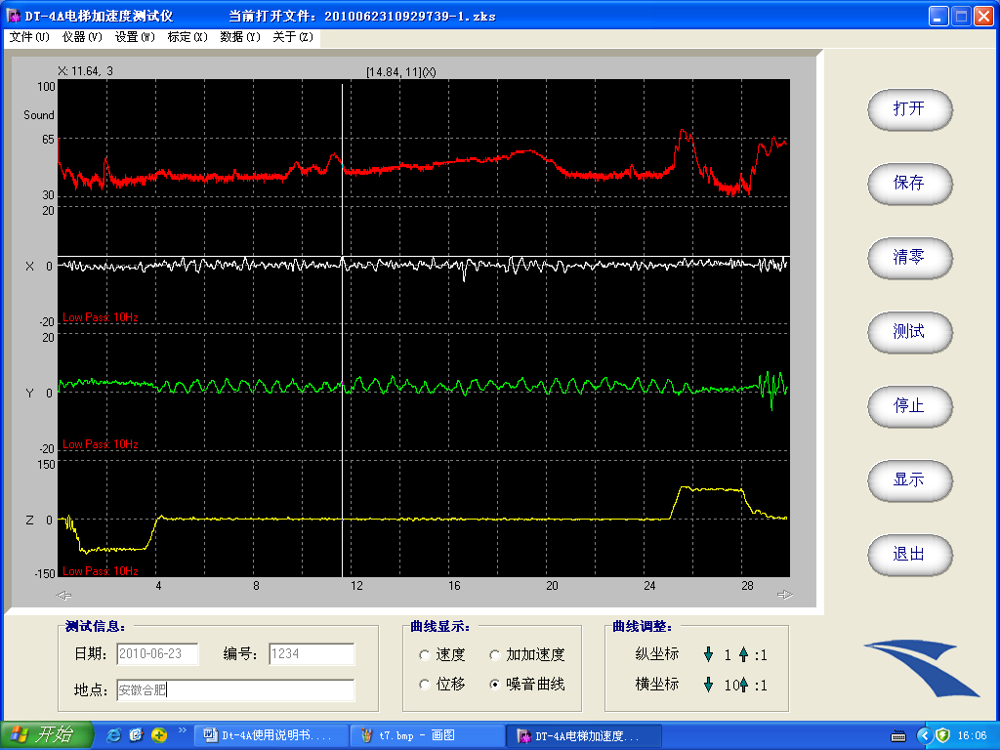 DT-4A电梯加速度测试仪 当前打开文件：2010062310929739-1.zks
文件(U) 仪器(V) 设置(W) 标定(X) 数据(Y) 关于(Z)
X: 11.64, 3 [14.84, 11](X)
100
Sound
65
30
20
X 0
Low Pass: 10Hz
-20
20
Y 0
Low Pass: 10Hz
-20
150
Z 0
Low Pass: 10Hz
-150
4 8 12 16 20 24 28
打开
保存
清零
测试
停止
显示
退出
测试信息：
日期： 2010-06-23 编号： 1234
地点： 安徽合肥
曲线显示：
速度 加加速度
位移 噪音曲线
曲线调整：
纵坐标 1 :1
横坐标 10 :1
开始 Dt-4A使用说明书.... t7.bmp - 画图 DT-4A电梯加速度... 16:06